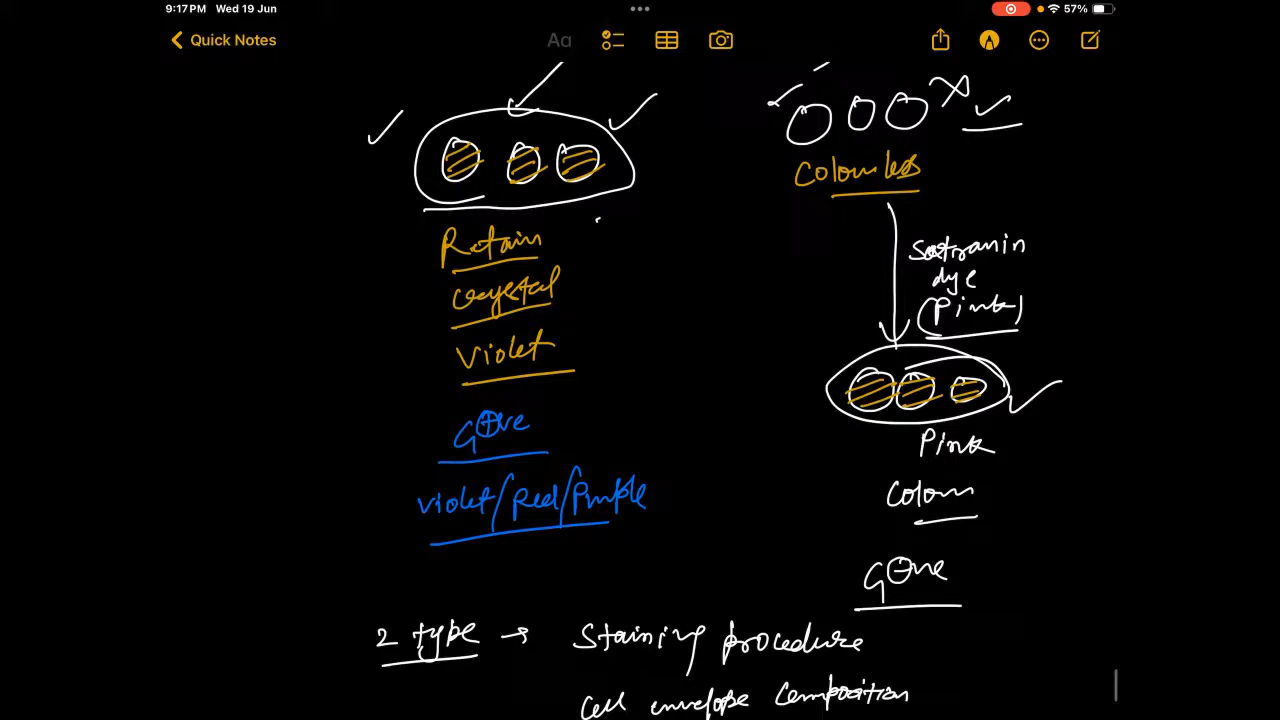 9:17 PM Wed 19 Jun
57%
Quick Notes
Aa
Retain
Crystal
Violet
G⊕ve
Violet/Red/Purple
Colourless
Safranin
dye
(Pink)
Pink
Colour
G⊖ve
2 type → Staining procedure
Cell envelope Composition